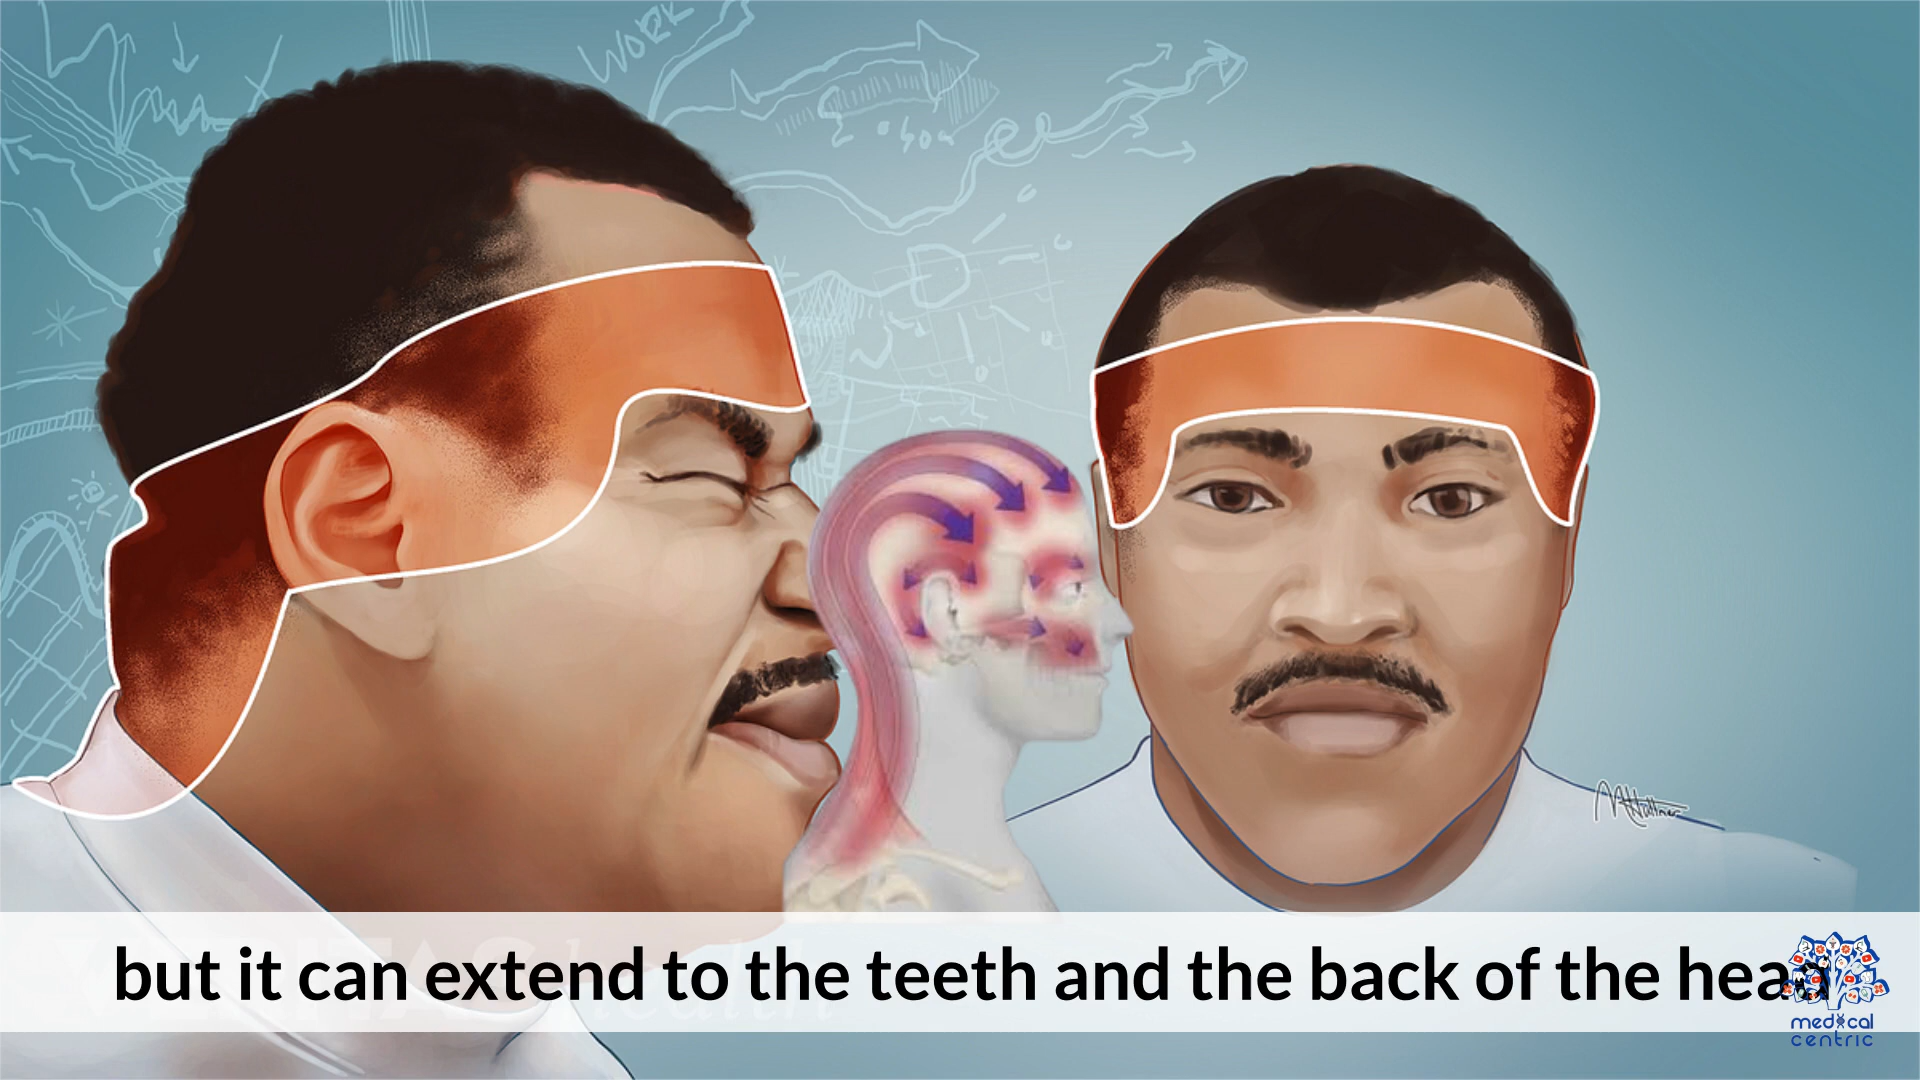 WORK
but it can extend to the teeth and the back of the hea
medical
centric